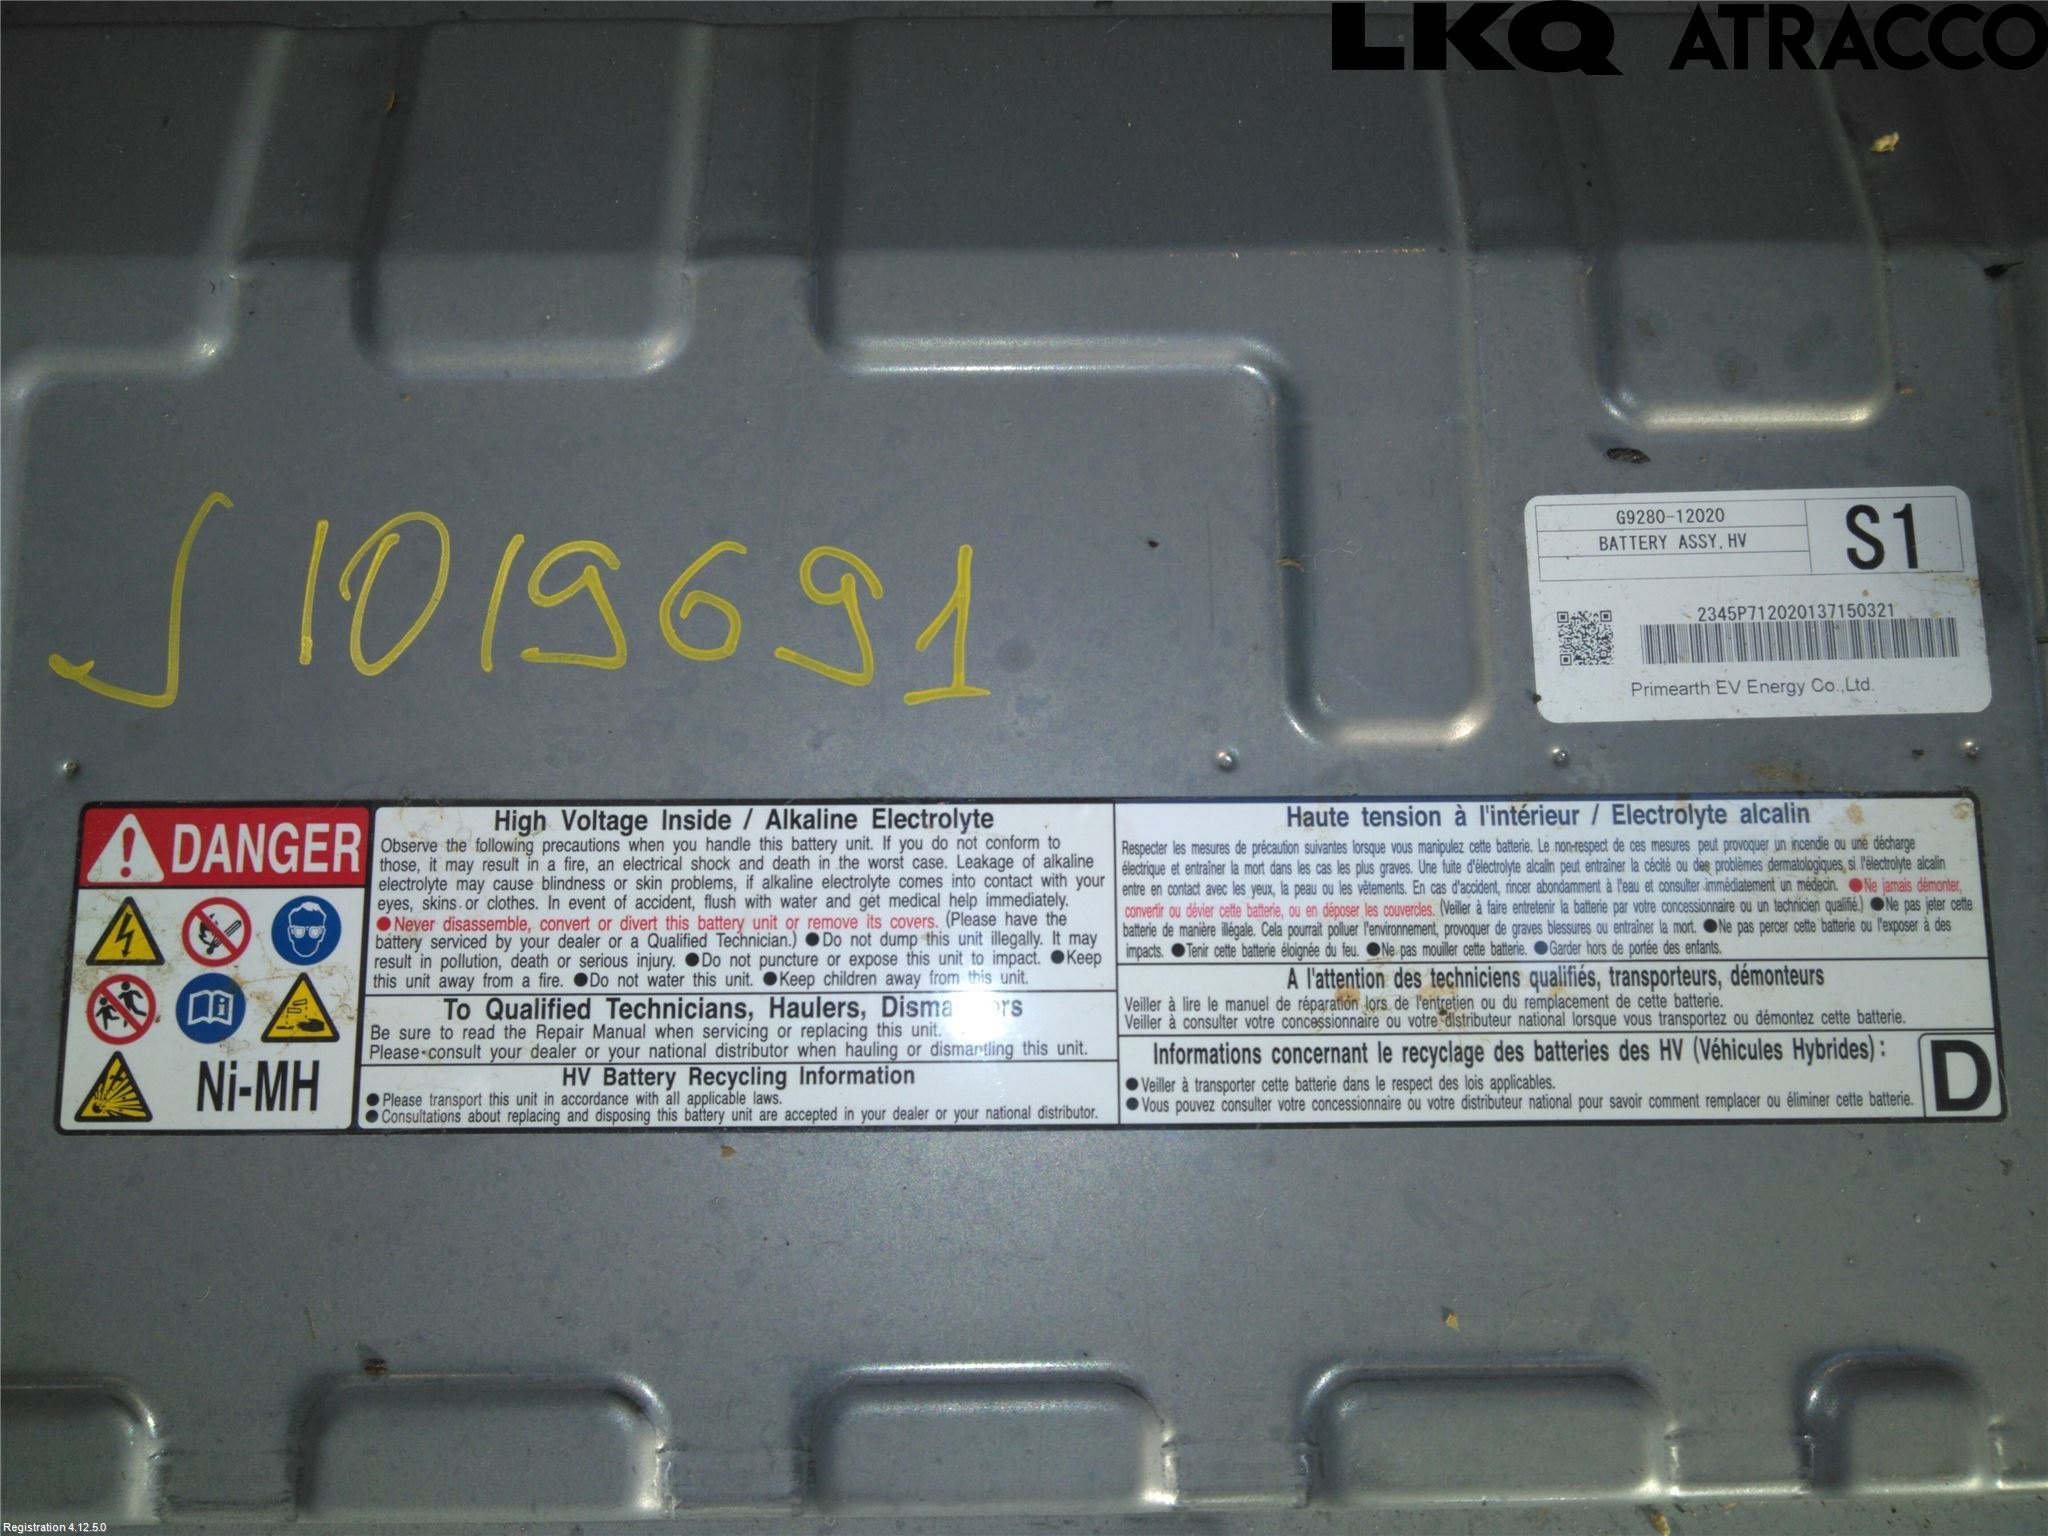 LKQ ATRACCO
J 1019691
G9280-12020
BATTERY ASSY,HV
S1
2345P712020137150321
Primearth EV Energy Co.,Ltd.
DANGER
Ni-MH
High Voltage Inside / Alkaline Electrolyte
Observe the following precautions when you handle this battery unit. If you do not conform to
those, it may result in a fire, an electrical shock and death in the worst case. Leakage of alkaline
electrolyte may cause blindness or skin problems, if alkaline electrolyte comes into contact with your
eyes, skins or clothes. In event of accident, flush with water and get medical help immediately.
●Never disassemble, convert or divert this battery unit or remove its covers. (Please have the
battery serviced by your dealer or a Qualified Technician.) ●Do not dump this unit illegally. It may
result in pollution, death or serious injury. ●Do not puncture or expose this unit to impact. ●Keep
this unit away from a fire. ●Do not water this unit. ●Keep children away from this unit.
To Qualified Technicians, Haulers,
Be sure to read the Repair Manual when servicing or replacing this unit.
Please consult your dealer or your national distributor when hauling or dismantling this unit.
HV Battery Recycling Information
●Please transport this unit in accordance with all applicable laws.
●Consultations about replacing and disposing this battery unit are accepted in your dealer or your national distributor.
Haute tension à l'intérieur / Electrolyte alcalin
Respecter les mesures de précaution suivantes lorsque vous manipulez cette batterie. Le non-respect de ces mesures peut provoquer un incendie ou une décharge
électrique et entraîner la mort dans les cas les plus graves. Une fuite d'électrolyte alcalin peut entraîner la cécité ou des problèmes dermatologiques, si l'électrolyte alcalin
entre en contact avec les yeux, la peau ou les vêtements. En cas d'accident, rincer abondamment à l'eau et consulter immédiatement un médecin. ●Ne jamais démonter,
convertir ou dévier cette batterie, ou en déposer les couvercles. (Veiller à faire entretenir la batterie par votre concessionnaire ou un technicien qualifié.) ●Ne pas jeter cette
batterie de manière illégale. Cela pourrait polluer l'environnement, provoquer de graves blessures ou entraîner la mort. ●Ne pas percer cette batterie ou l'exposer à des
impacts. ●Tenir cette batterie éloignée du feu. ●Ne pas mouiller cette batterie. ●Garder hors de portée des enfants.
A l'attention des techniciens qualifiés, transporteurs, démonteurs
Veiller à lire le manuel de réparation lors de l'entretien ou du remplacement de cette batterie.
Veiller à consulter votre concessionnaire ou votre distributeur national lorsque vous transportez ou démontez cette batterie.
Informations concernant le recyclage des batteries des HV (Véhicules Hybrides) :
●Veiller à transporter cette batterie dans le respect des lois applicables.
●Vous pouvez consulter votre concessionnaire ou votre distributeur national pour savoir comment remplacer ou éliminer cette batterie.
D
Registration 4.12.5.0